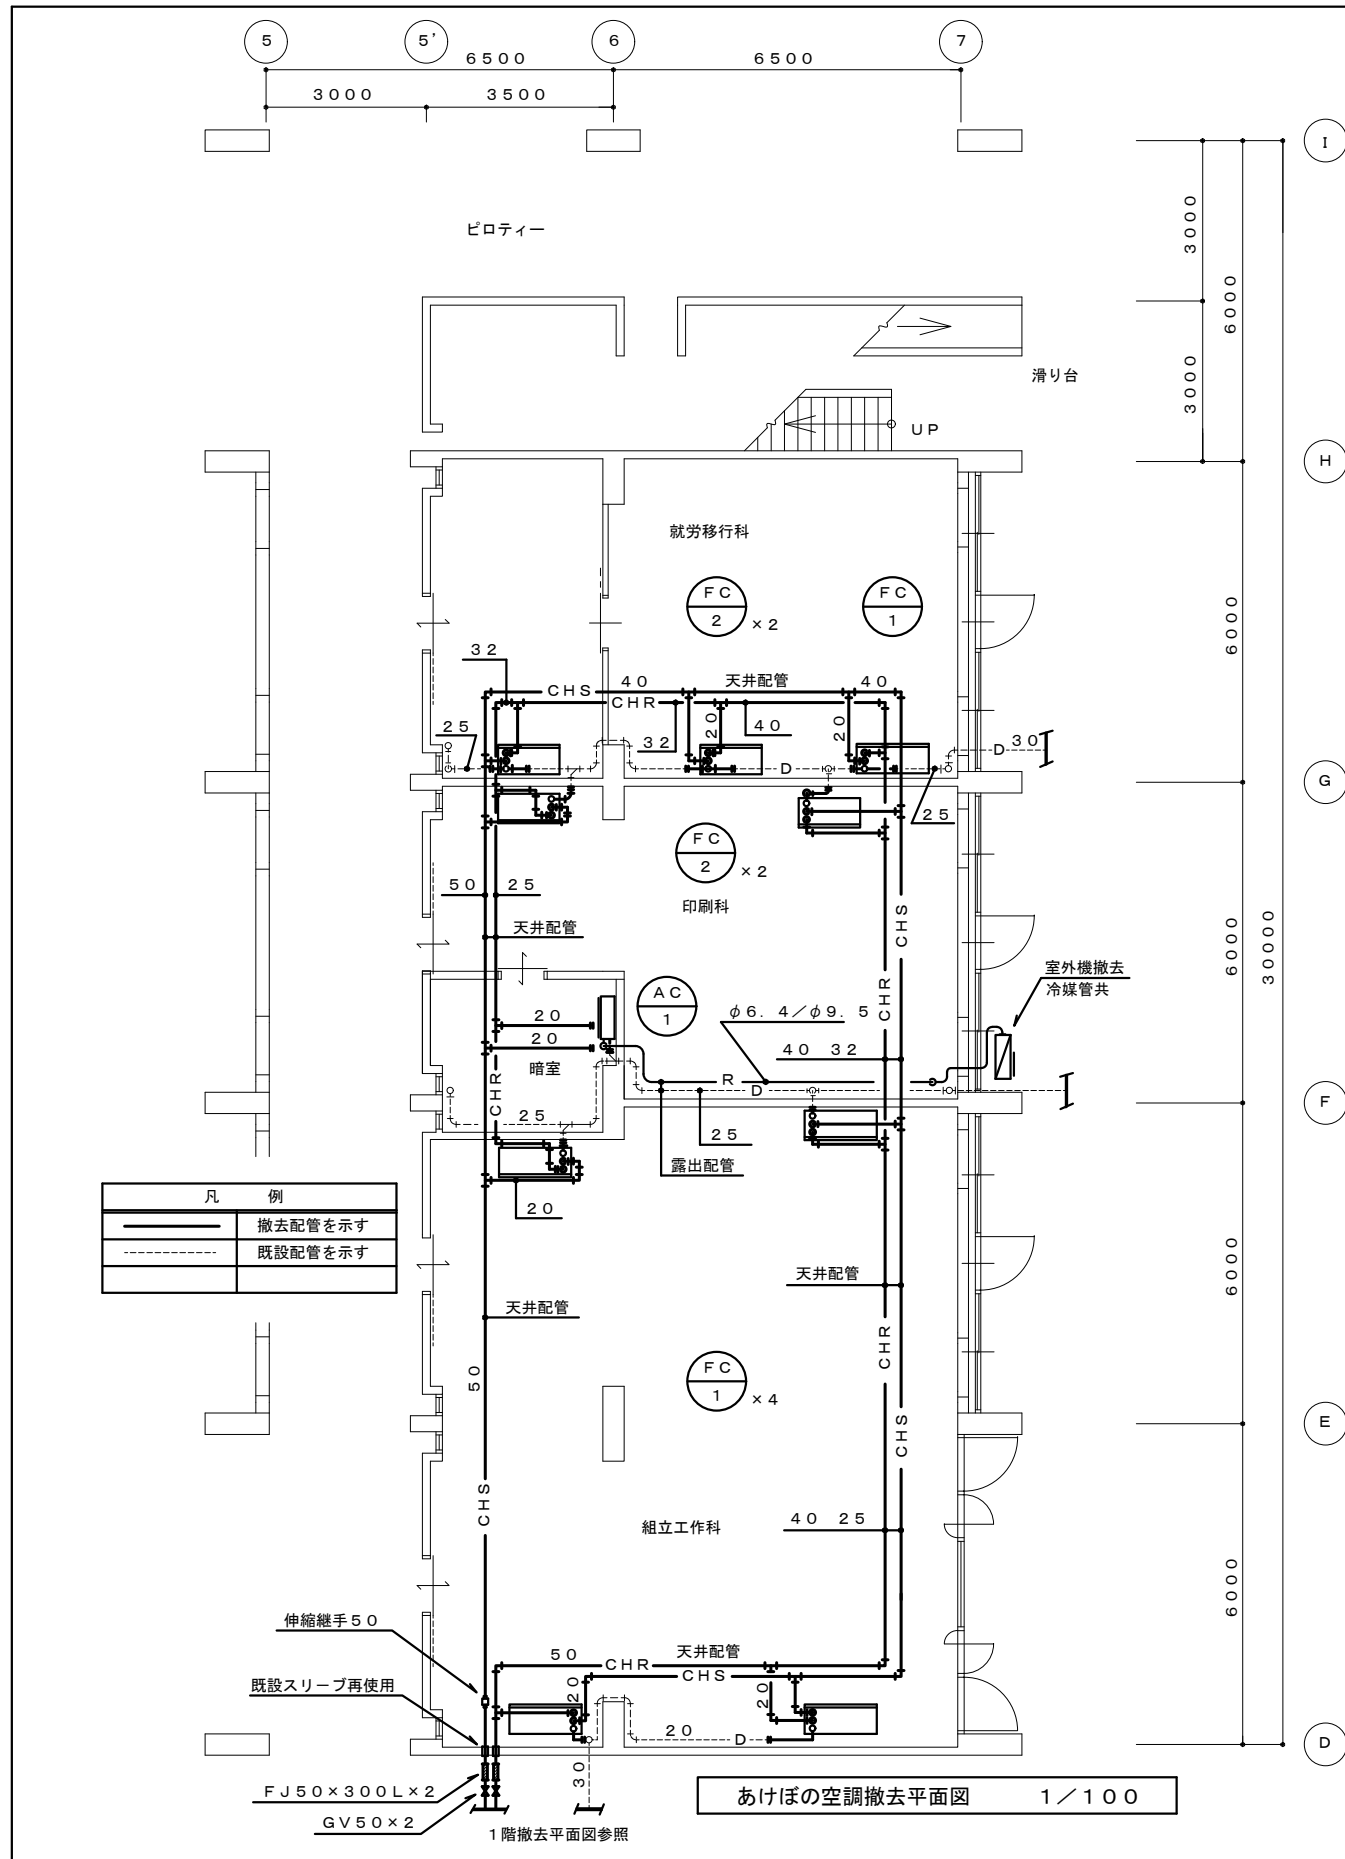 5
5'
6
7
6500
6500
3000
3500
I
ピロティー
3000
6000
滑り台
3000
UP
H
就労移行科
FC
2
×2
FC
1
6000
32
CHS
40
天井配管
40
CHR
20
20
25
32
40
D
D
30
G
25
FC
2
×2
50
25
印刷科
CHS
天井配管
6000
30000
室外機撤去
冷媒管共
AC
1
φ6.4/φ9.5
CHR
20
20
40 32
暗室
R
D
CHR
F
25
25
露出配管
20
凡 例
撤去配管を示す
既設配管を示す
天井配管
天井配管
6000
CHR
FC
1
×4
50
CHS
E
CHS
組立工作科
40 25
6000
伸縮継手50
50
CHR
天井配管
CHS
既設スリーブ再使用
20
20
20
D
D
30
FJ50×300L×2
GV50×2
1階撤去平面図参照
あけぼの空調撤去平面図 1/100